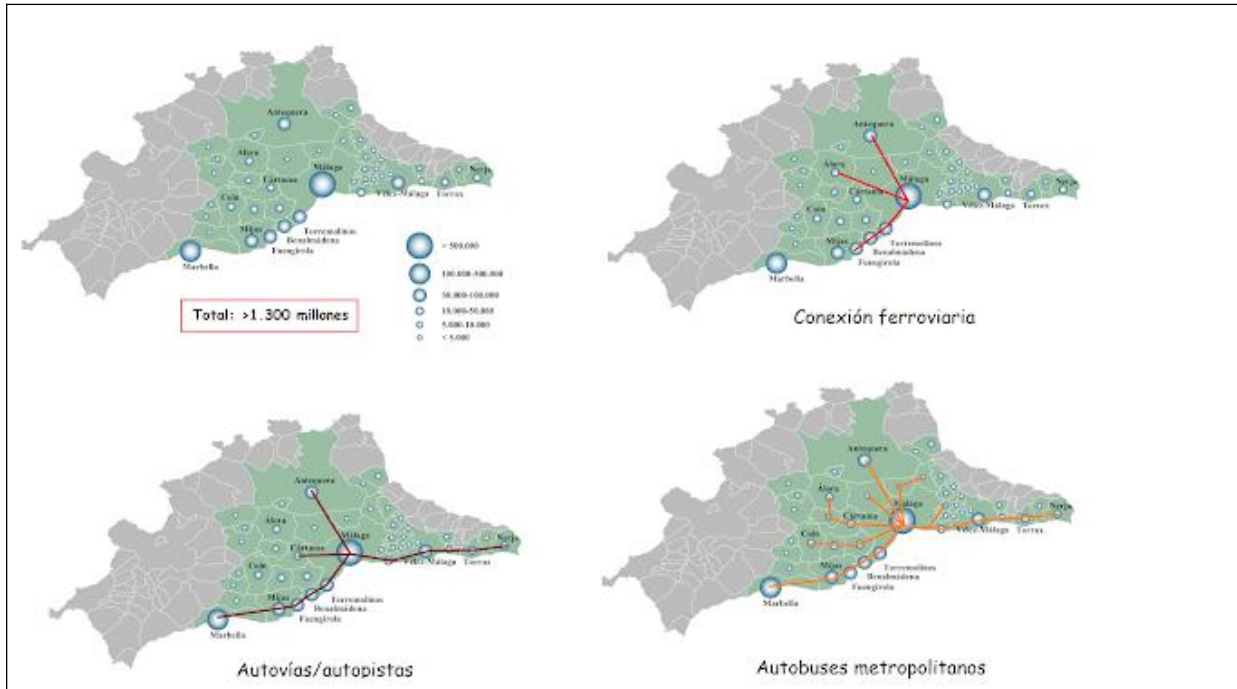 Antequera
Álora
Málaga
Cártama
Nerja
Coín
Vélez-Málaga
Torrox
Mijas
Torremolinos
Benalmádena
Fuengirola
Marbella
> 500.000
100.000-500.000
50.000-100.000
10.000-50.000
5.000-10.000
< 5.000
Total: >1.300 millones
Antequera
Álora
Málaga
Cártama
Nerja
Coín
Vélez-Málaga
Torrox
Mijas
Torremolinos
Benalmádena
Fuengirola
Marbella
Conexión ferroviaria
Antequera
Álora
Málaga
Cártama
Nerja
Coín
Vélez-Málaga
Torrox
Mijas
Torremolinos
Benalmádena
Fuengirola
Marbella
Autovías/autopistas
Antequera
Álora
Málaga
Cártama
Nerja
Coín
Vélez-Málaga
Torrox
Mijas
Torremolinos
Benalmádena
Fuengirola
Marbella
Autobuses metropolitanos